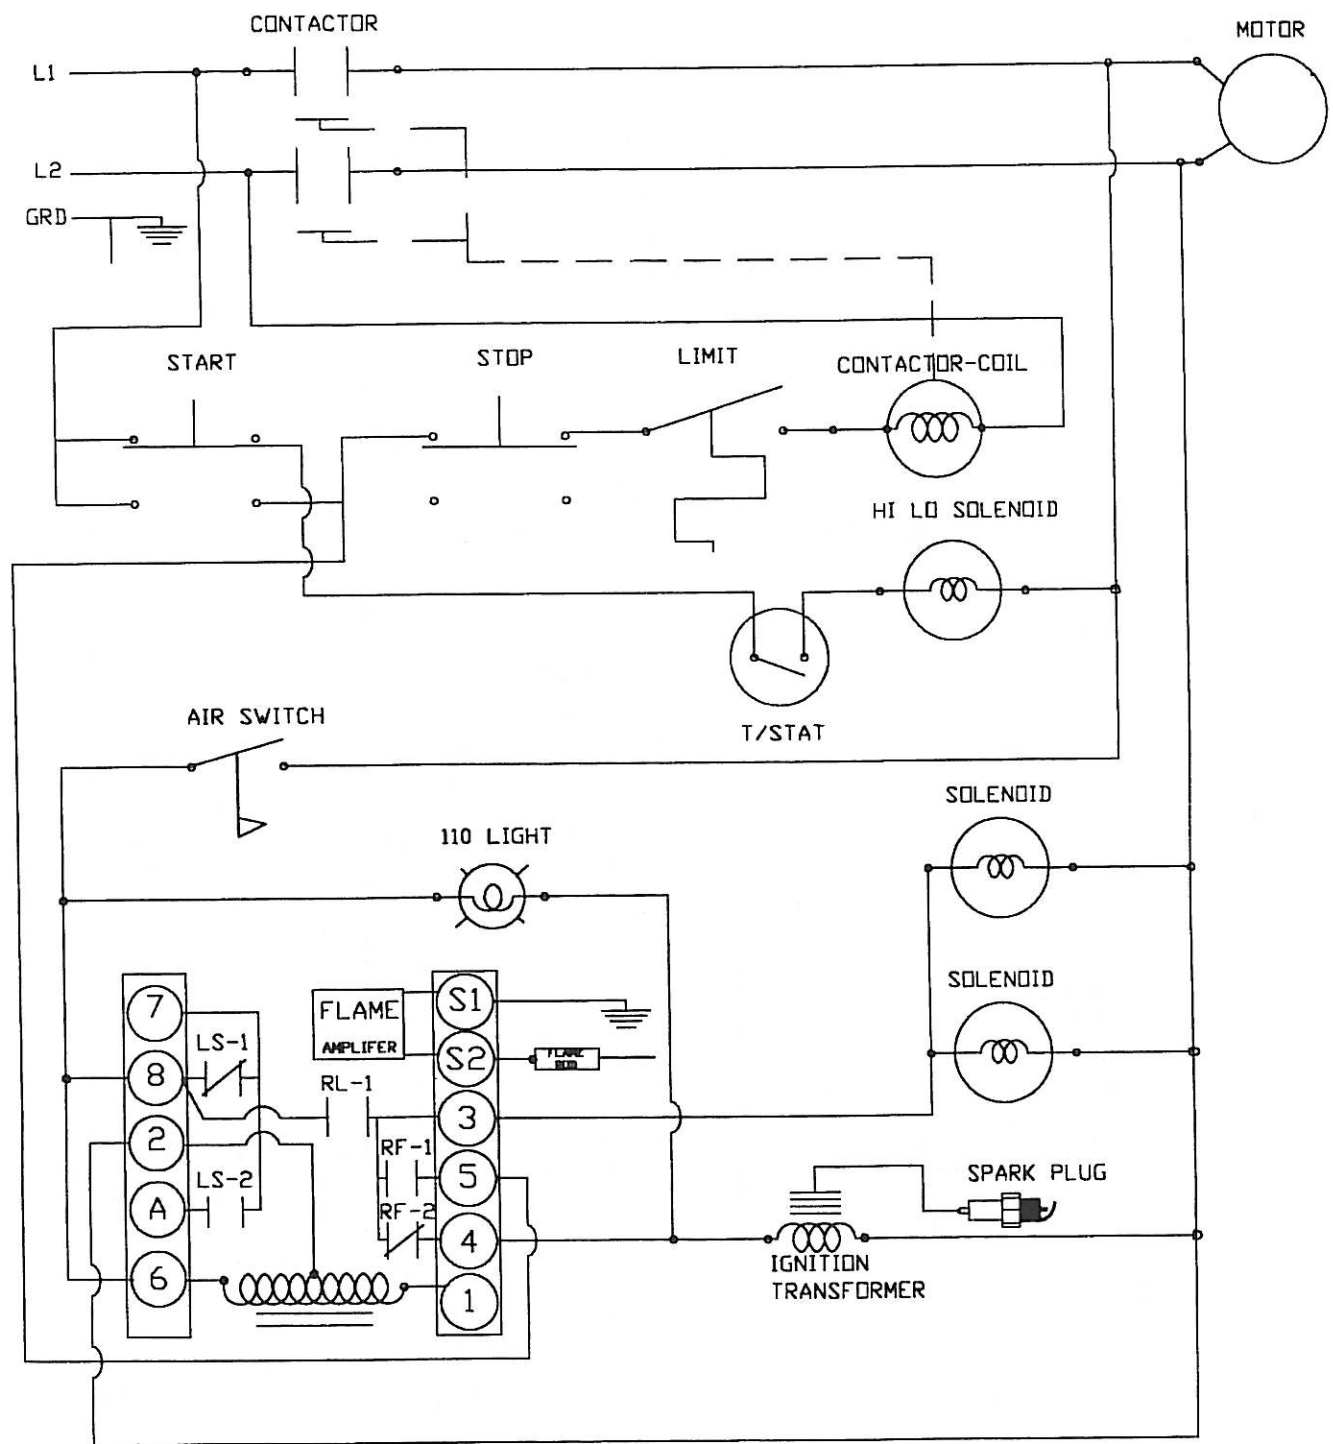 CONTACTOR
MOTOR
L1
L2
GRD
START
STOP
LIMIT
CONTACTOR-COIL
HI LO SOLENOID
T/STAT
AIR SWITCH
SOLENOID
110 LIGHT
SOLENOID
7
S1
FLAME
AMPLIFER
LS-1
S2
FLAME
ROD
8
RL-1
3
2
RF-1
5
SPARK PLUG
LS-2
A
RF-2
4
6
IGNITION
TRANSFORMER
1